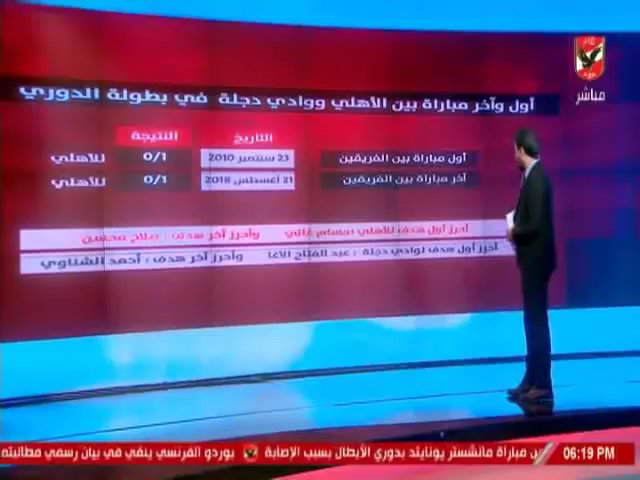 أول وآخر مباراة بين الأهلي ووادي دجلة في بطولة الدوري
التاريخ النتيجة
أول مباراة بين الفريقين 23 سبتمبر 2010 0/1 للأهلي
آخر مباراة بين الفريقين 21 أغسطس 2018 0/1 للأهلي
أحرز أول هدف للأهلي حسام غالي وأحرز آخر هدف : صلاح محسن
أحرز أول هدف لوادي دجلة : عبد الفتاح الأغا وأحرز آخر هدف : أحمد الشناوي
مباشر
مباراة مانشستر يونايتد بدوري الأبطال بسبب الإصابة بوردو الفرنسي ينفي في بيان رسمي مطالبته
06:19 PM